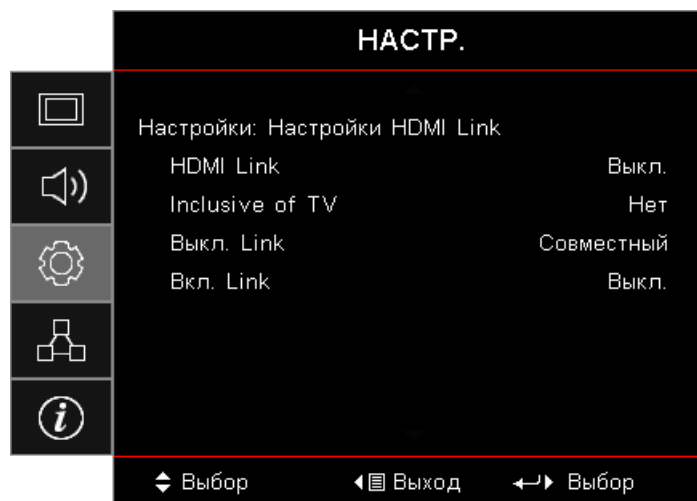 НАСТР.
Настройки: Настройки HDMI Link
HDMI Link Выкл.
Inclusive of TV Нет
Выкл. Link Совместный
Вкл. Link Выкл.
Выбор Выход Выбор